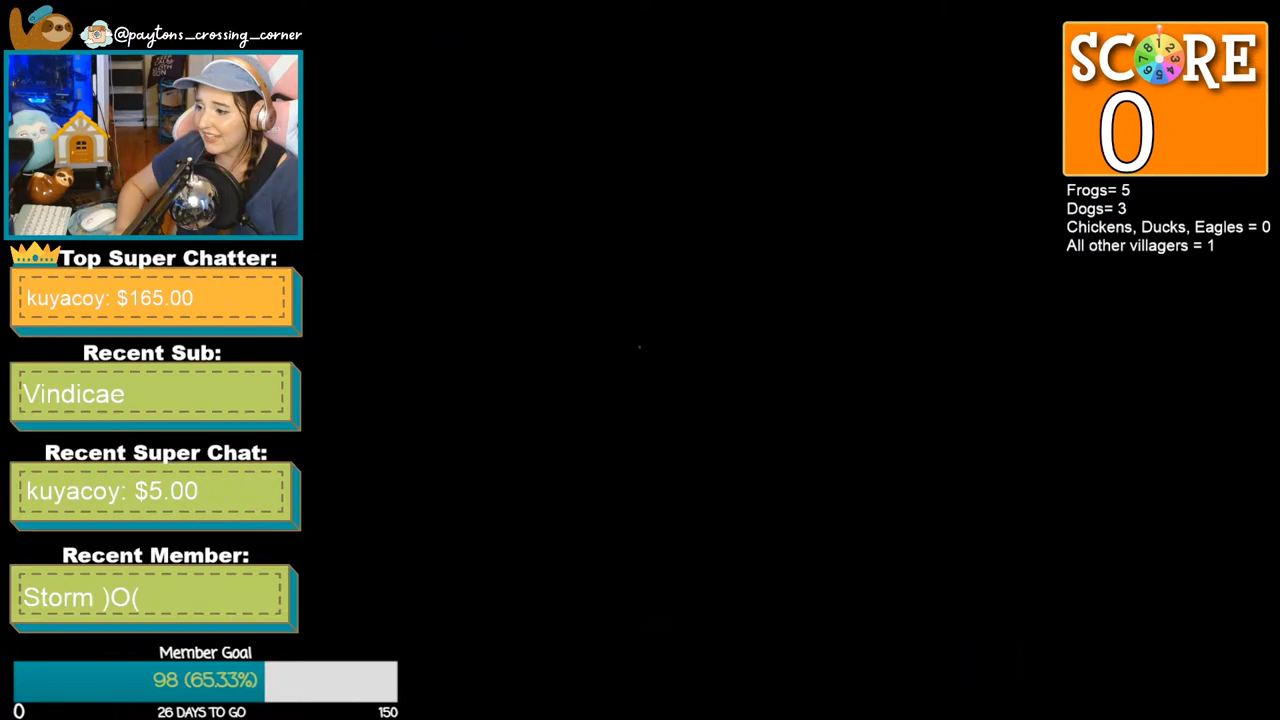 @paytons_crossing_corner
Top Super Chatter:
kuyacoy: $165.00
Recent Sub:
Vindicae
Recent Super Chat:
kuyacoy: $5.00
Recent Member:
Storm )O(
Member Goal
98 (65.33%)
0 26 DAYS TO GO 150
SCORE
0
Frogs= 5
Dogs= 3
Chickens, Ducks, Eagles = 0
All other villagers = 1